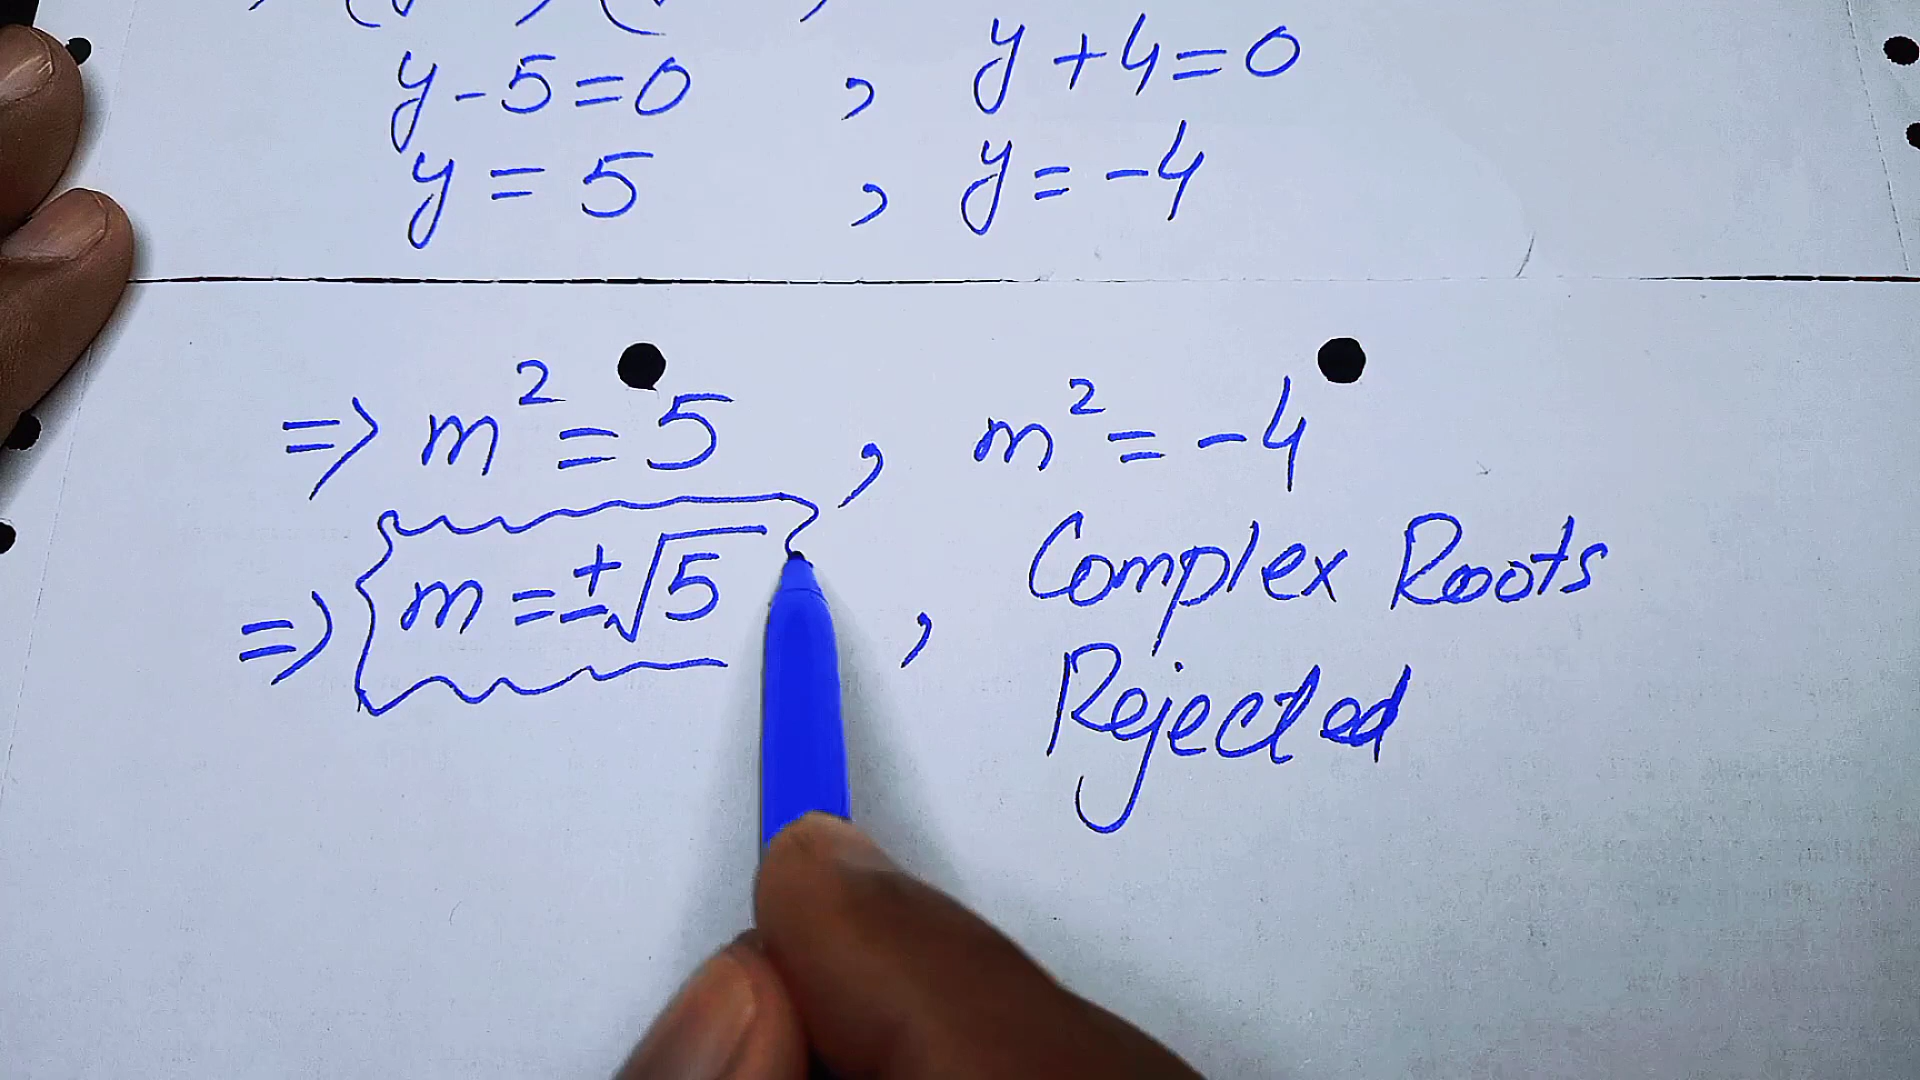 y - 5 = 0 , y + 4 = 0
y = 5 , y = -4
=> m² = 5 , m² = -4
=> m = ±√5 , Complex Roots
Rejected